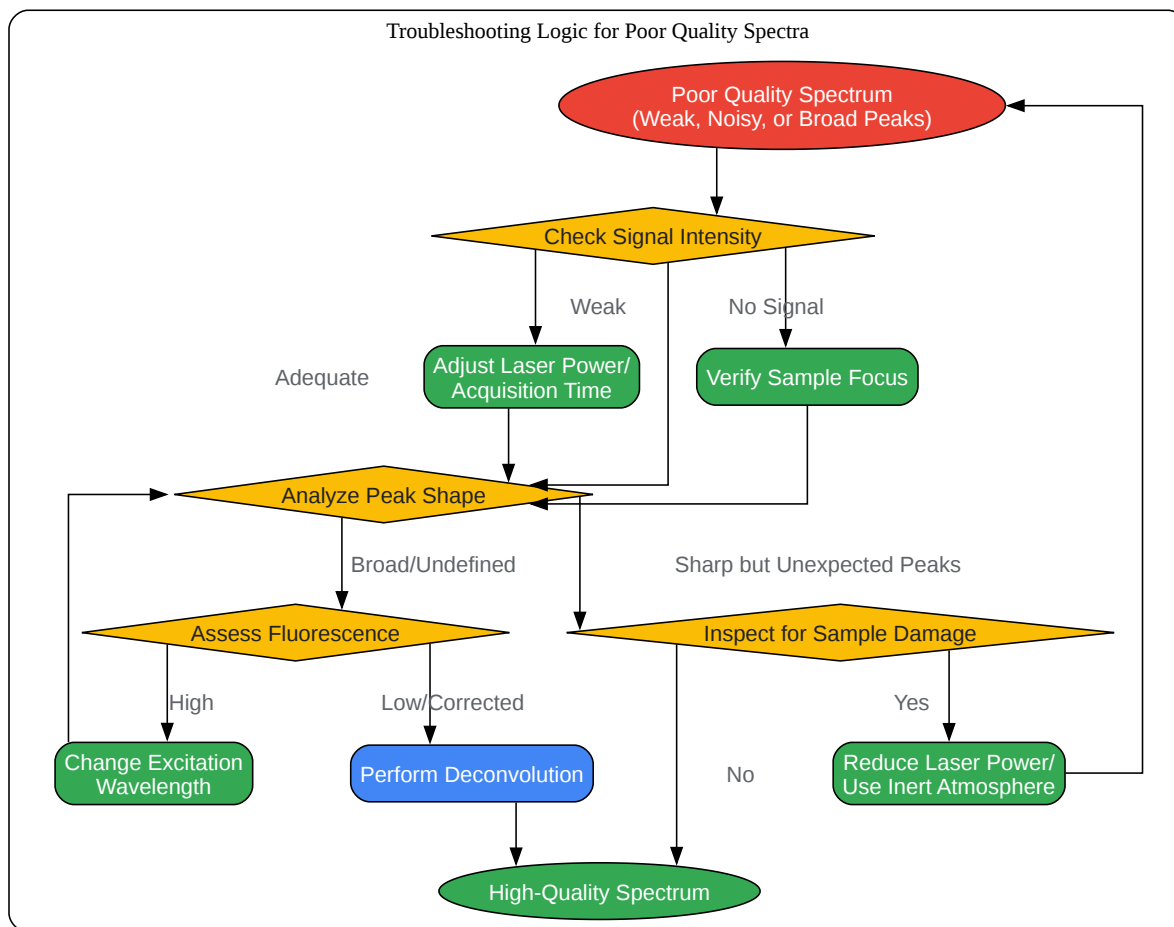 Troubleshooting Logic for Poor Quality Spectra
Poor Quality Spectrum
(Weak, Noisy, or Broad Peaks)
Check Signal Intensity
Weak
No Signal
Adequate
Adjust Laser Power/
Acquisition Time
Verify Sample Focus
Analyze Peak Shape
Broad/Undefined
Sharp but Unexpected Peaks
Assess Fluorescence
Inspect for Sample Damage
High
Low/Corrected
Yes
Change Excitation
Wavelength
Perform Deconvolution
No
Reduce Laser Power/
Use Inert Atmosphere
High-Quality Spectrum